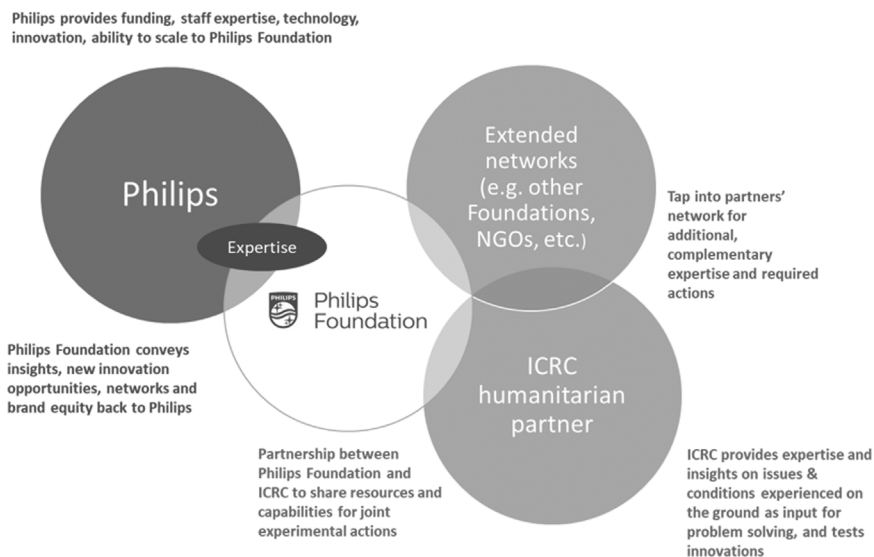 Philips provides funding, staff expertise, technology,
innovation, ability to scale to Philips Foundation
Philips
Expertise
Extended
networks
(e.g. other
Foundations,
NGOs, etc.)
Tap into partners’
network for
additional,
complementary
expertise and required
actions
PHILIPS
Philips
Foundation
Philips Foundation conveys
insights, new innovation
opportunities, networks and
brand equity back to Philips
ICRC
humanitarian
partner
Partnership between
Philips Foundation and
ICRC to share resources and
capabilities for joint
experimental actions
ICRC provides expertise and
insights on issues &
conditions experienced on
the ground as input for
problem solving, and tests
innovations